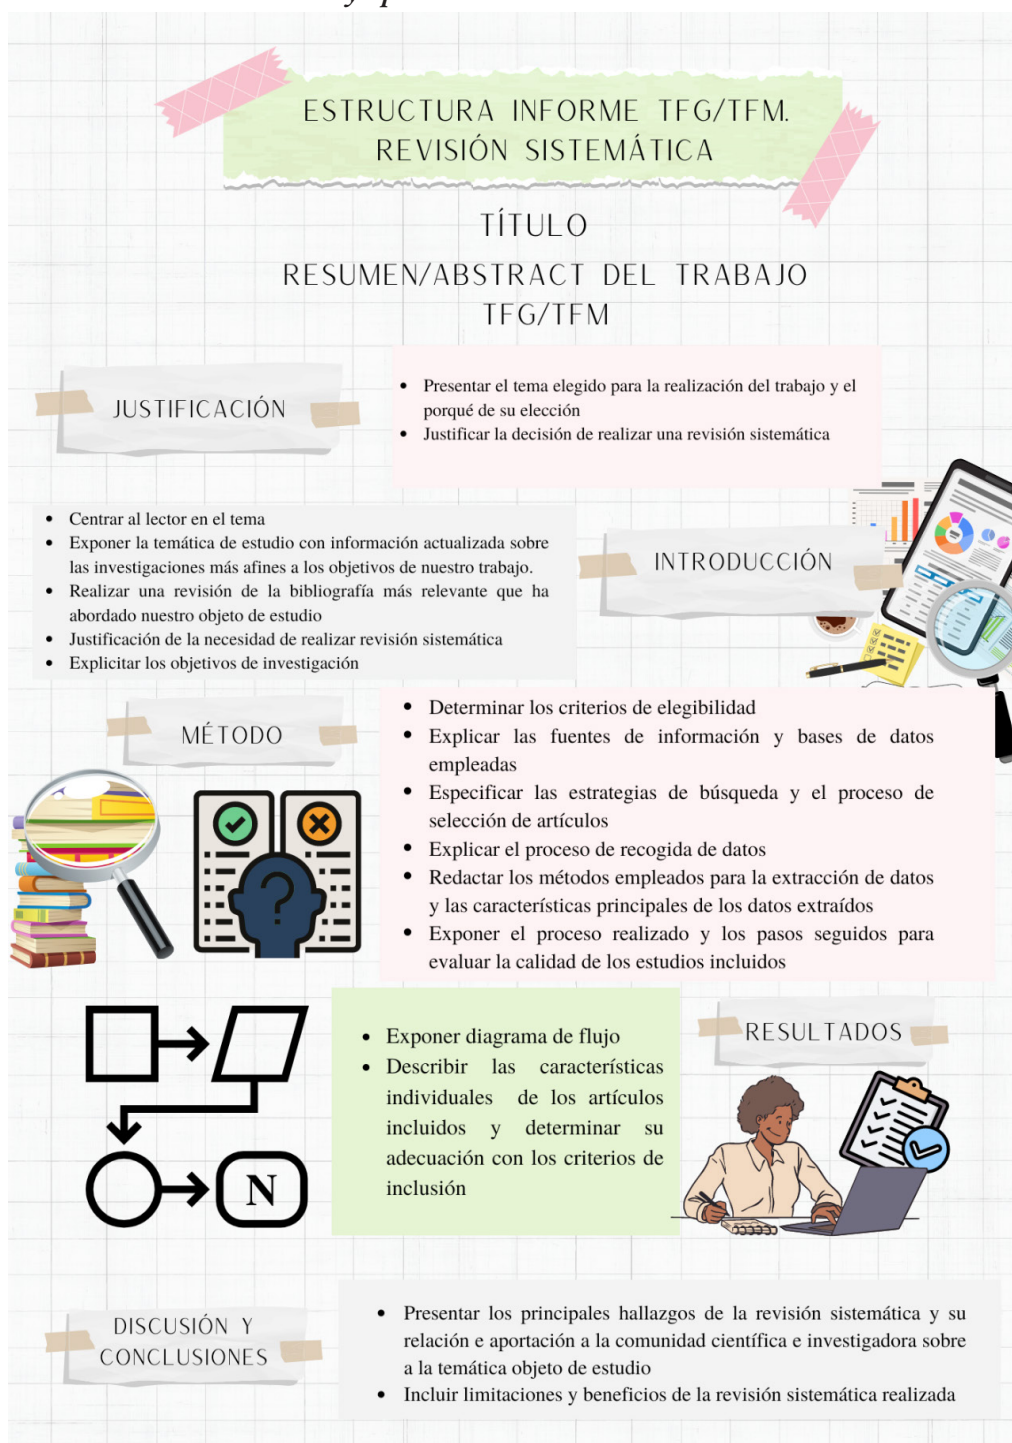 ESTRUCTURA INFORME TFG/TFM.
REVISIÓN SISTEMÁTICA
TÍTULO
RESUMEN/ABSTRACT DEL TRABAJO
TFG/TFM
JUSTIFICACIÓN
• Presentar el tema elegido para la realización del trabajo y el
porqué de su elección
• Justificar la decisión de realizar una revisión sistemática
• Centrar al lector en el tema
• Exponer la temática de estudio con información actualizada sobre
las investigaciones más afines a los objetivos de nuestro trabajo.
• Realizar una revisión de la bibliografía más relevante que ha
abordado nuestro objeto de estudio
• Justificación de la necesidad de realizar revisión sistemática
• Explicitar los objetivos de investigación
INTRODUCCIÓN
MÉTODO
• Determinar los criterios de elegibilidad
• Explicar las fuentes de información y bases de datos
empleadas
• Especificar las estrategias de búsqueda y el proceso de
selección de artículos
• Explicar el proceso de recogida de datos
• Redactar los métodos empleados para la extracción de datos
y las características principales de los datos extraídos
• Exponer el proceso realizado y los pasos seguidos para
evaluar la calidad de los estudios incluidos
N
• Exponer diagrama de flujo
• Describir las características
individuales de los artículos
incluidos y determinar su
adecuación con los criterios de
inclusión
RESULTADOS
DISCUSIÓN Y
CONCLUSIONES
• Presentar los principales hallazgos de la revisión sistemática y su
relación e aportación a la comunidad científica e investigadora sobre
a la temática objeto de estudio
• Incluir limitaciones y beneficios de la revisión sistemática realizada